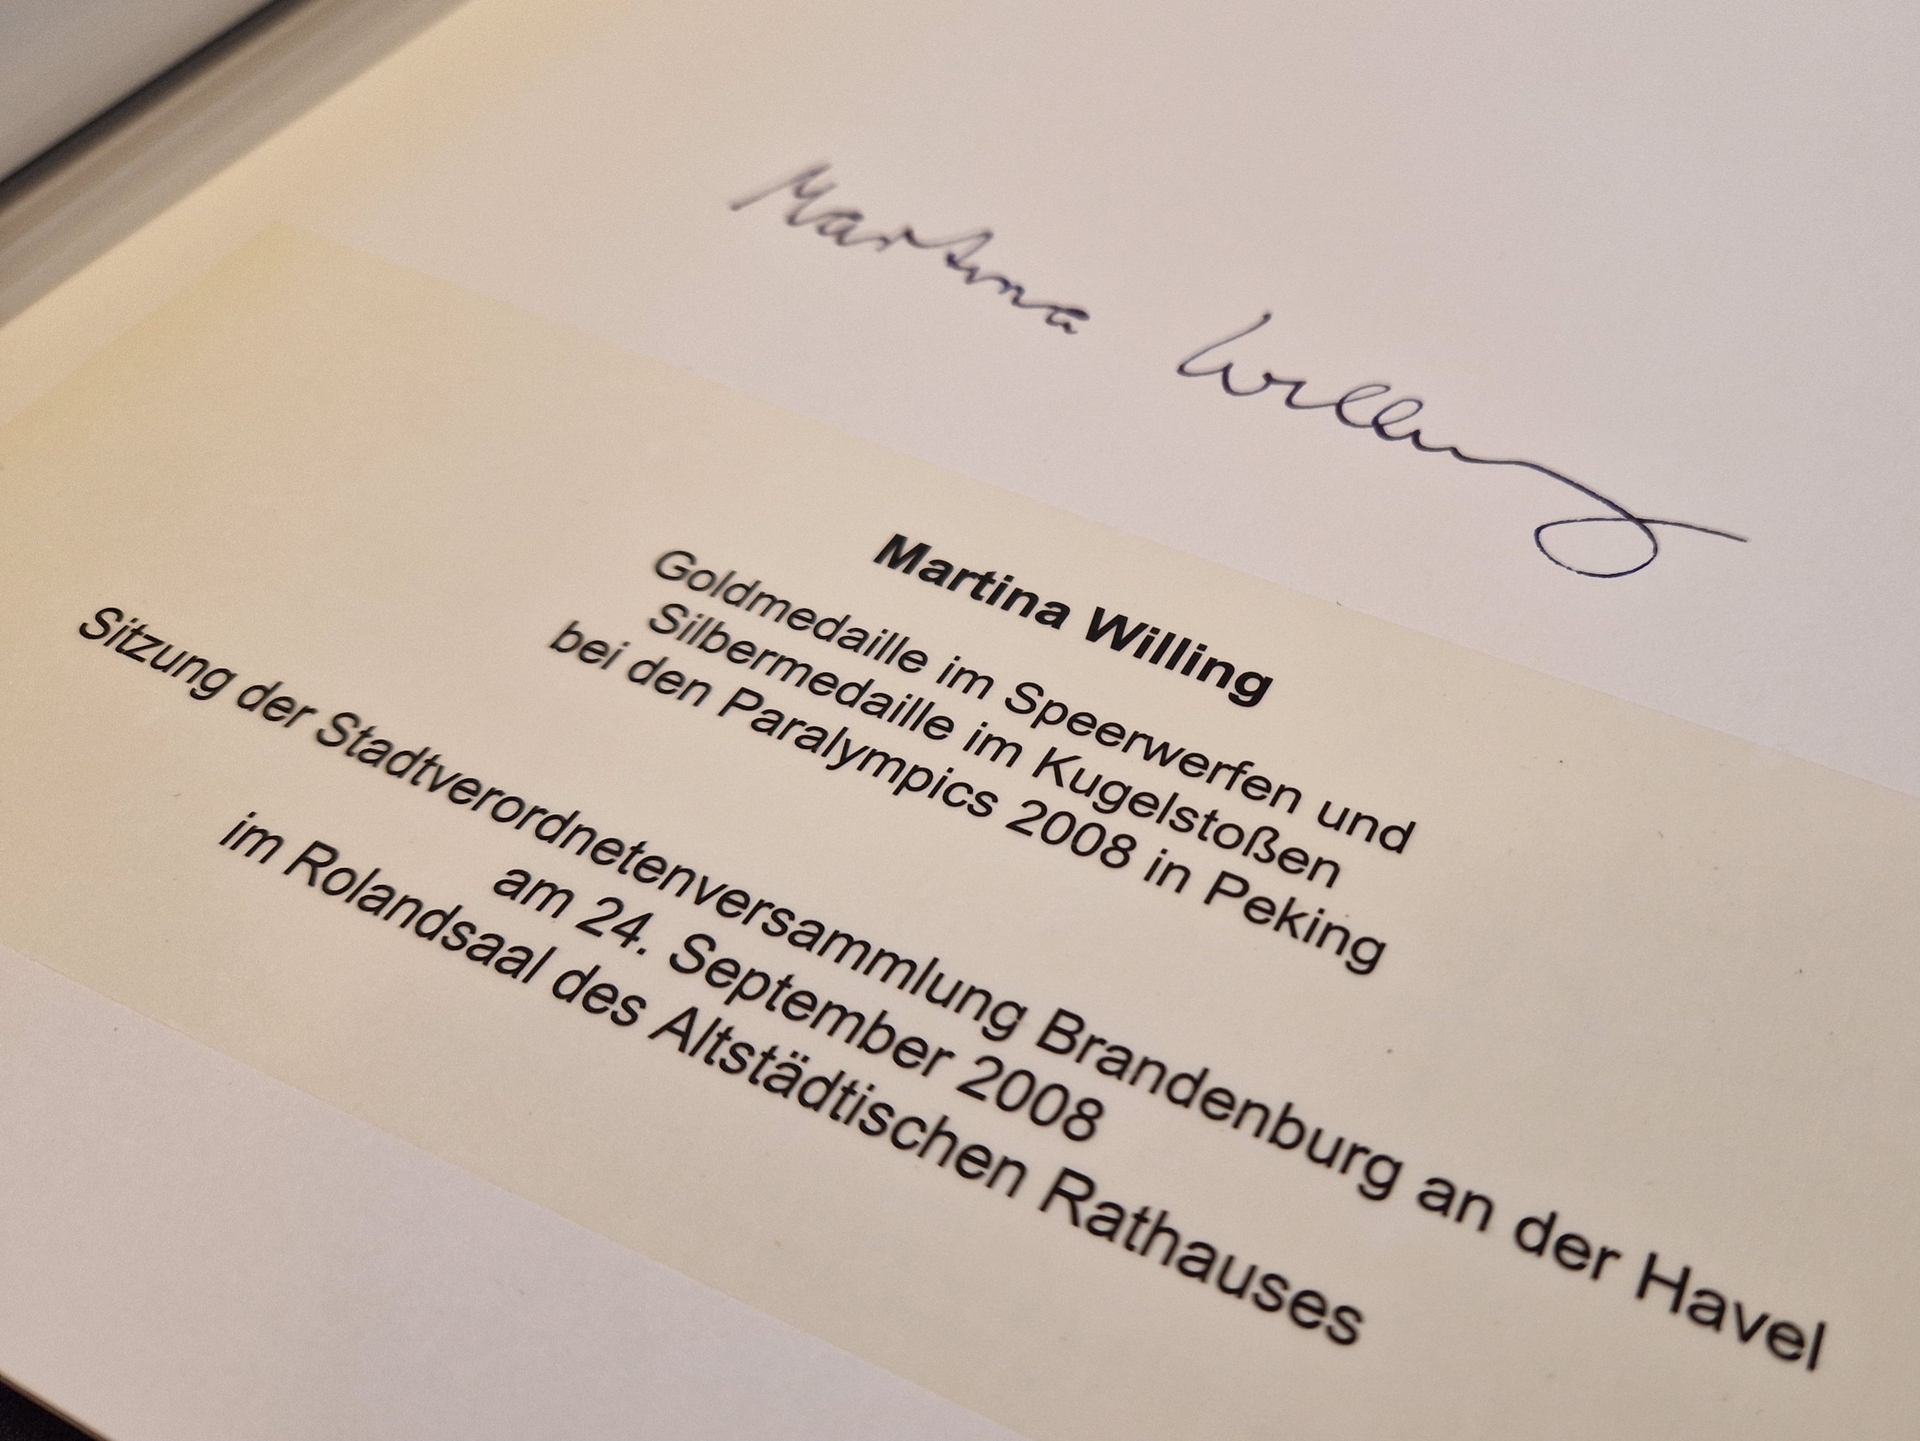 Martina Willing
Martina Willing
Goldmedaille im Speerwerfen und
Silbermedaille im Kugelstoßen
bei den Paralympics 2008 in Peking
Sitzung der Stadtverordnetenversammlung Brandenburg an der Havel
am 24. September 2008
im Rolandsaal des Altstädtischen Rathauses